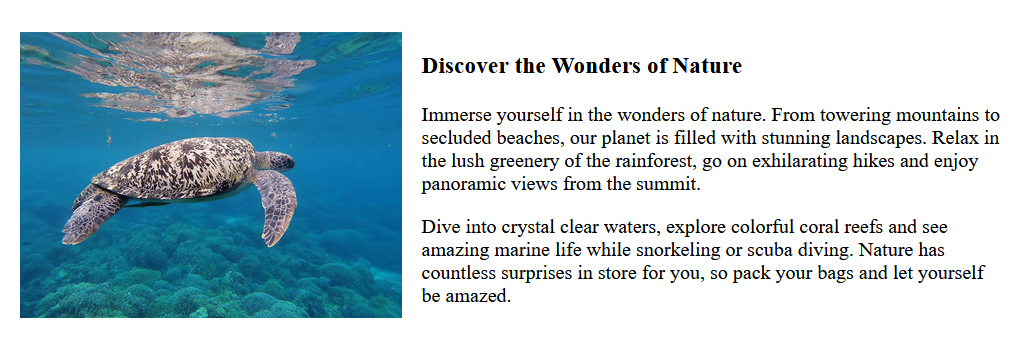 Discover the Wonders of Nature
Immerse yourself in the wonders of nature. From towering mountains to
secluded beaches, our planet is filled with stunning landscapes. Relax in
the lush greenery of the rainforest, go on exhilarating hikes and enjoy
panoramic views from the summit.
Dive into crystal clear waters, explore colorful coral reefs and see
amazing marine life while snorkeling or scuba diving. Nature has
countless surprises in store for you, so pack your bags and let yourself
be amazed.